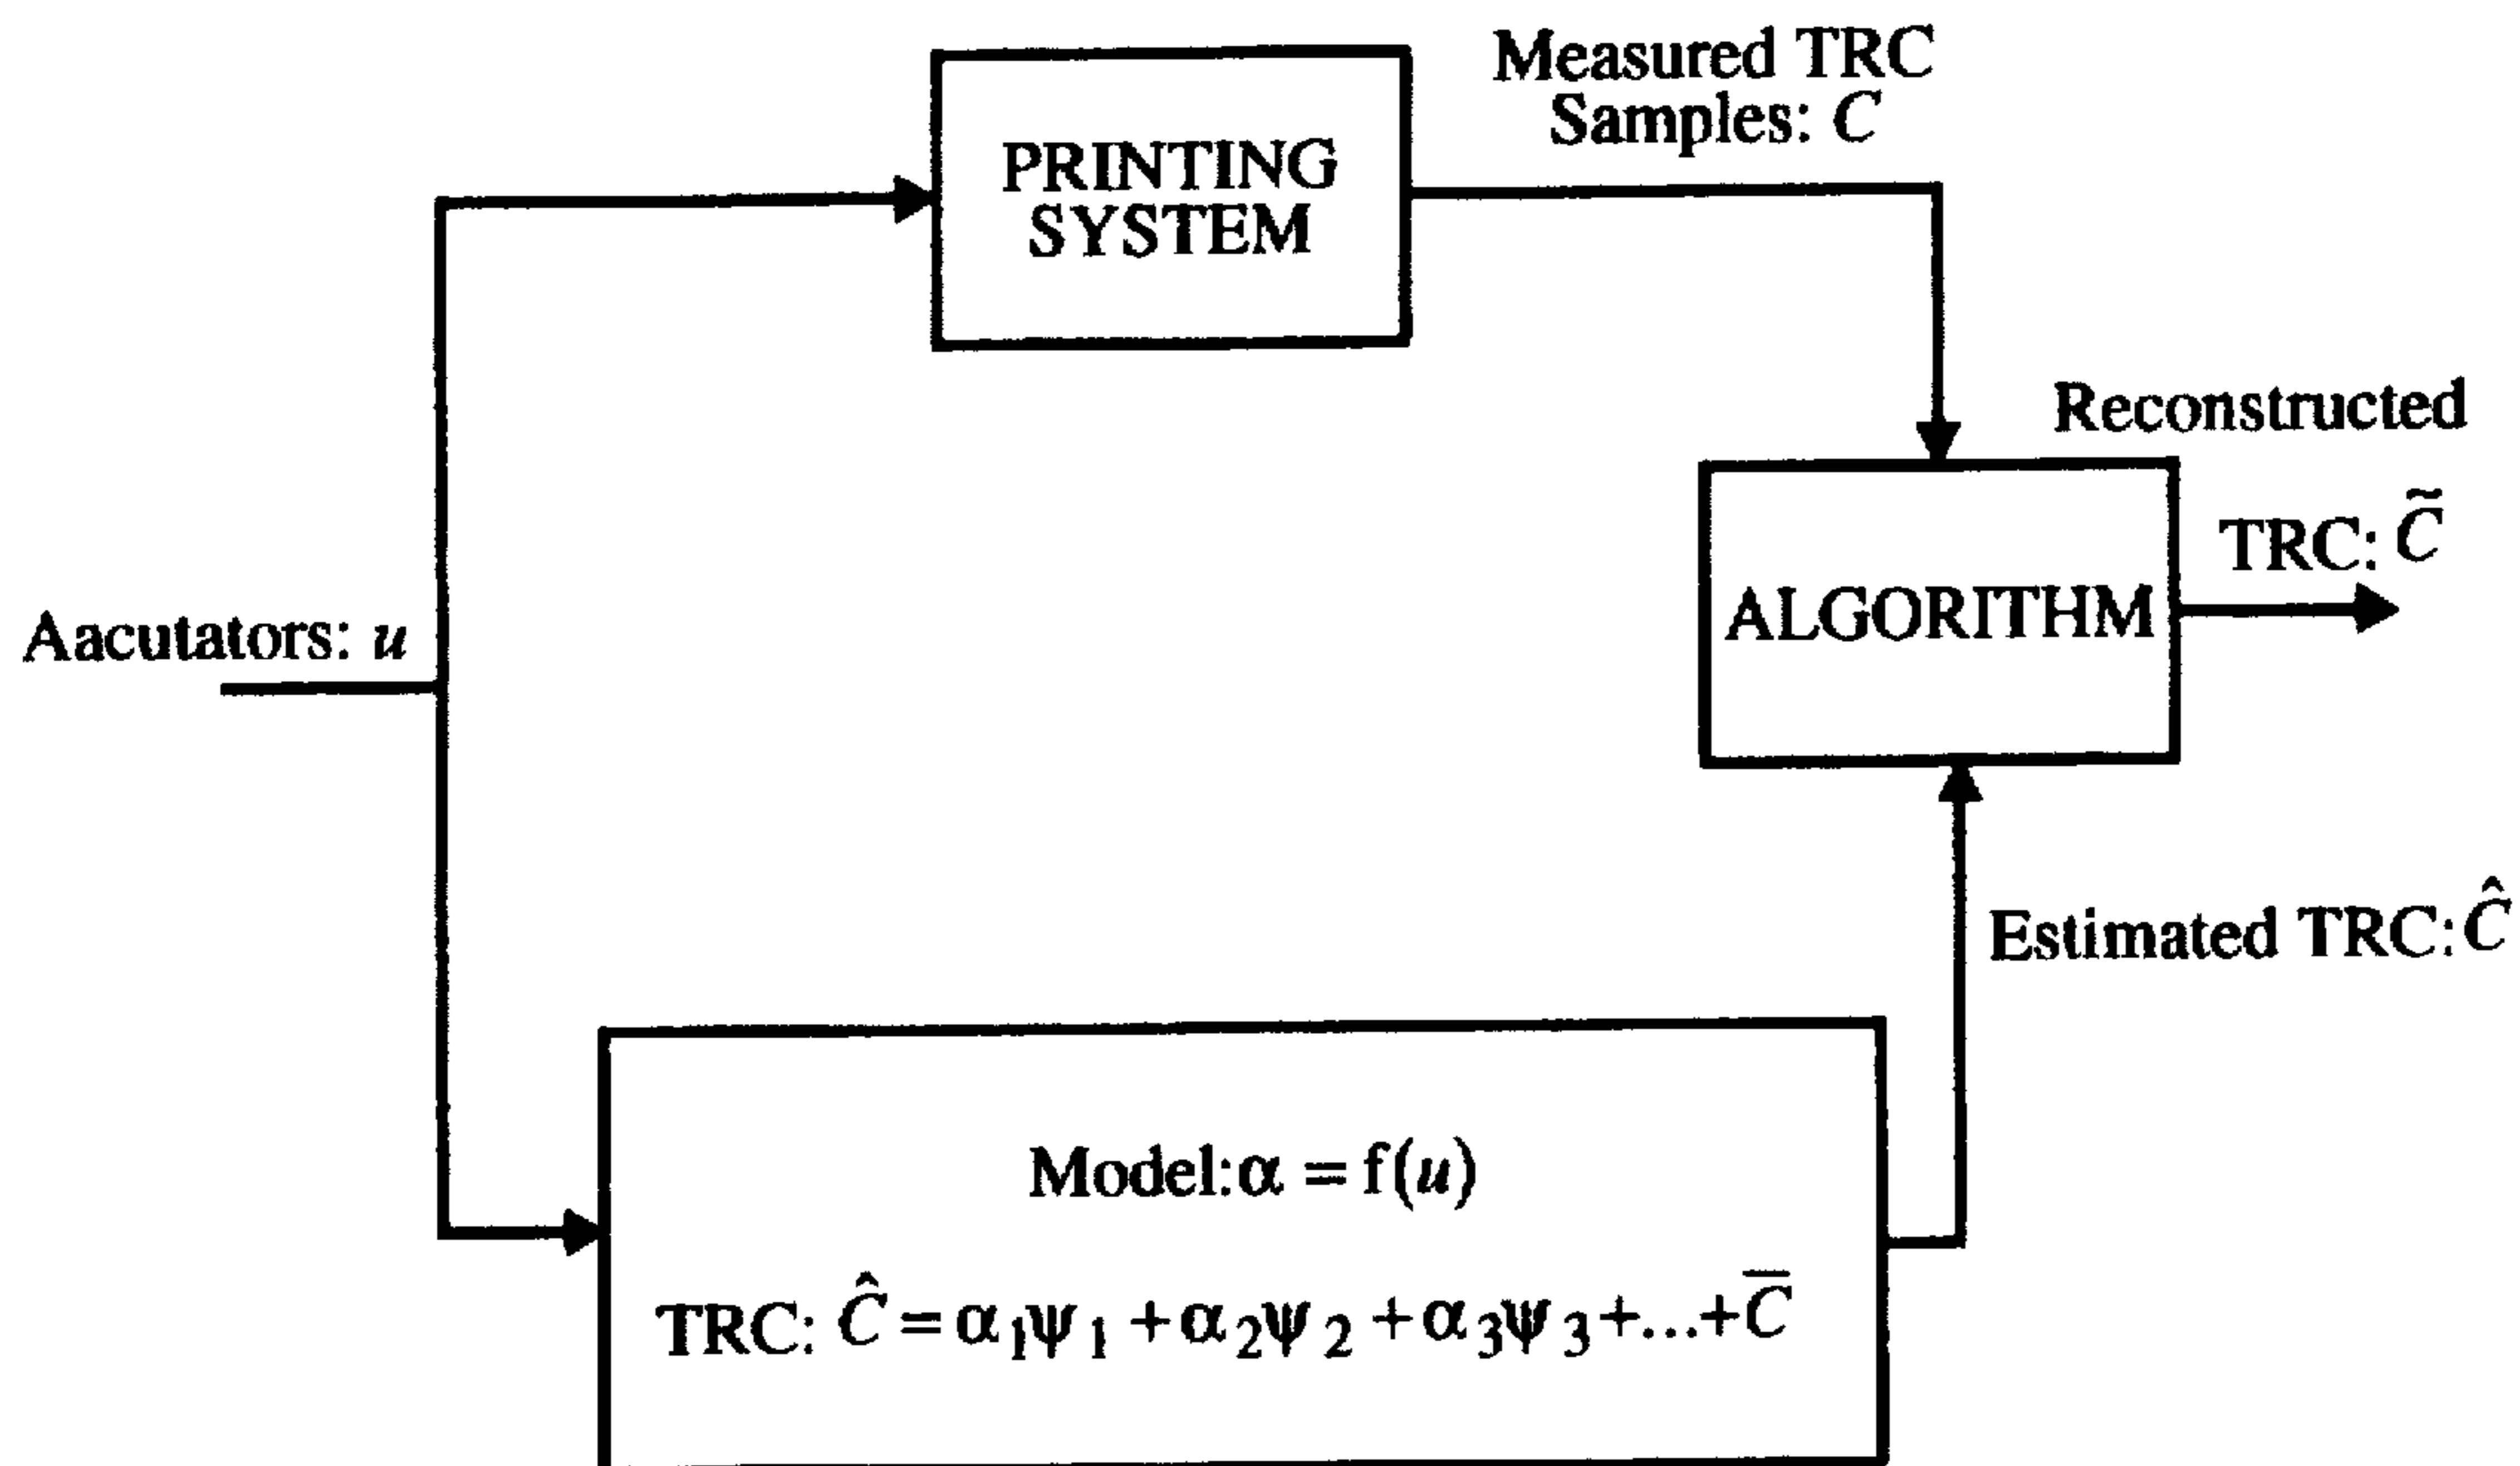 Measured TRC
Samples: C
PRINTING
SYSTEM
Reconstructed
TRC: C̃
ALGORITHM
Aacutators: u
Estimated TRC:Ĉ
Model:α = f(u)
TRC: Ĉ=α₁ψ₁+α₂ψ₂+α₃ψ₃+...+C̅